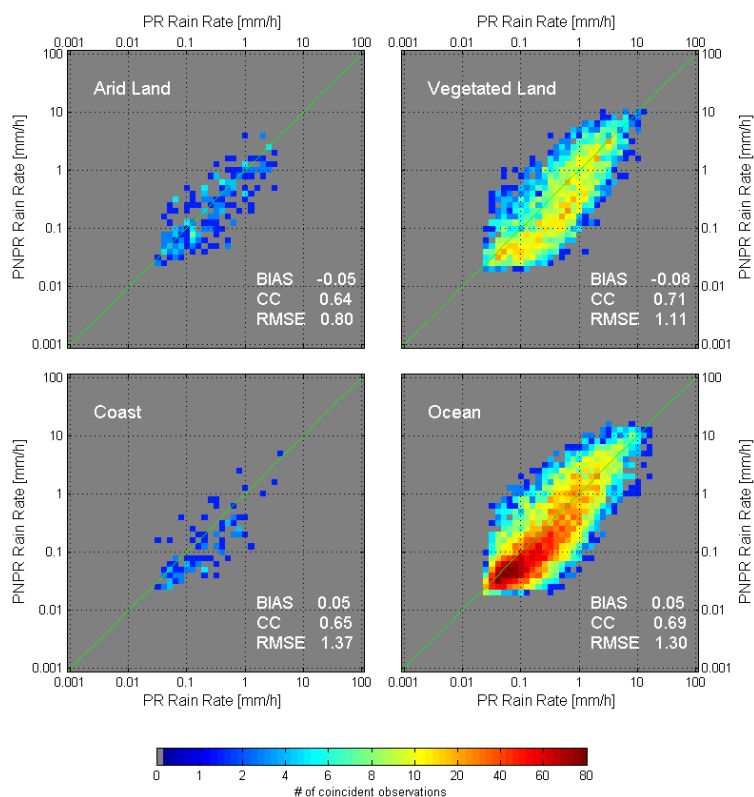 PR Rain Rate [mm/h] PR Rain Rate [mm/h]
0.001 0.01 0.1 1 10 100 0.001 0.01 0.1 1 10 100
100 100
Arid Land Vegetated Land
10 10
1 1
0.1 0.1
0.01 0.01
0.001 0.001
PNPR Rain Rate [mm/h] PNPR Rain Rate [mm/h]
BIAS -0.05 BIAS -0.08
CC 0.64 CC 0.71
RMSE 0.80 RMSE 1.11
100 100
Coast Ocean
10 10
1 1
0.1 0.1
0.01 0.01
0.001 0.001
PNPR Rain Rate [mm/h] PNPR Rain Rate [mm/h]
BIAS 0.05 BIAS 0.05
CC 0.65 CC 0.69
RMSE 1.37 RMSE 1.30
0.001 0.01 0.1 1 10 100 0.001 0.01 0.1 1 10 100
PR Rain Rate [mm/h] PR Rain Rate [mm/h]
0 1 2 4 6 8 10 20 40 60 80
# of coincident observations